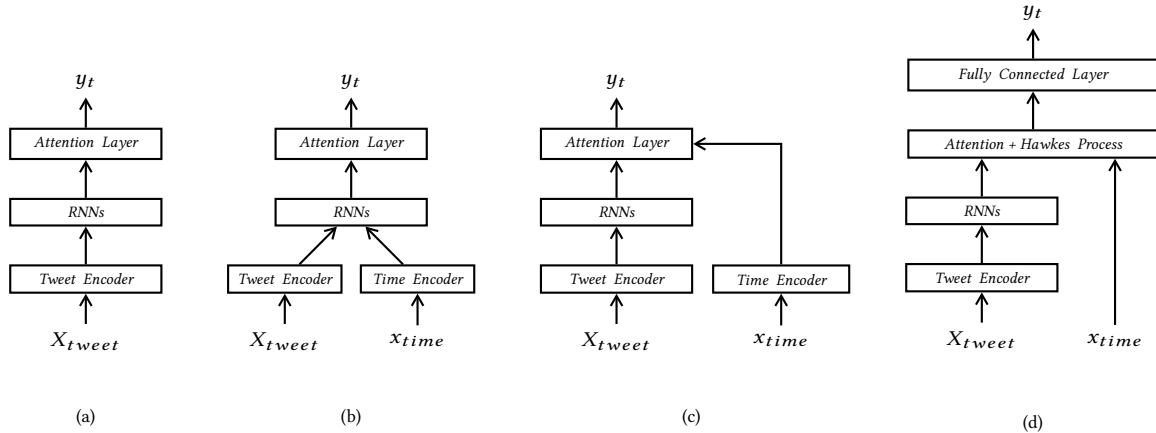 y_t
Attention Layer
RNNs
Tweet Encoder
X_tweet
(a)
y_t
Attention Layer
RNNs
Tweet Encoder Time Encoder
X_tweet x_time
(b)
y_t
Attention Layer
RNNs
Tweet Encoder Time Encoder
X_tweet x_time
(c)
y_t
Fully Connected Layer
Attention + Hawkes Process
RNNs
Tweet Encoder
X_tweet x_time
(d)